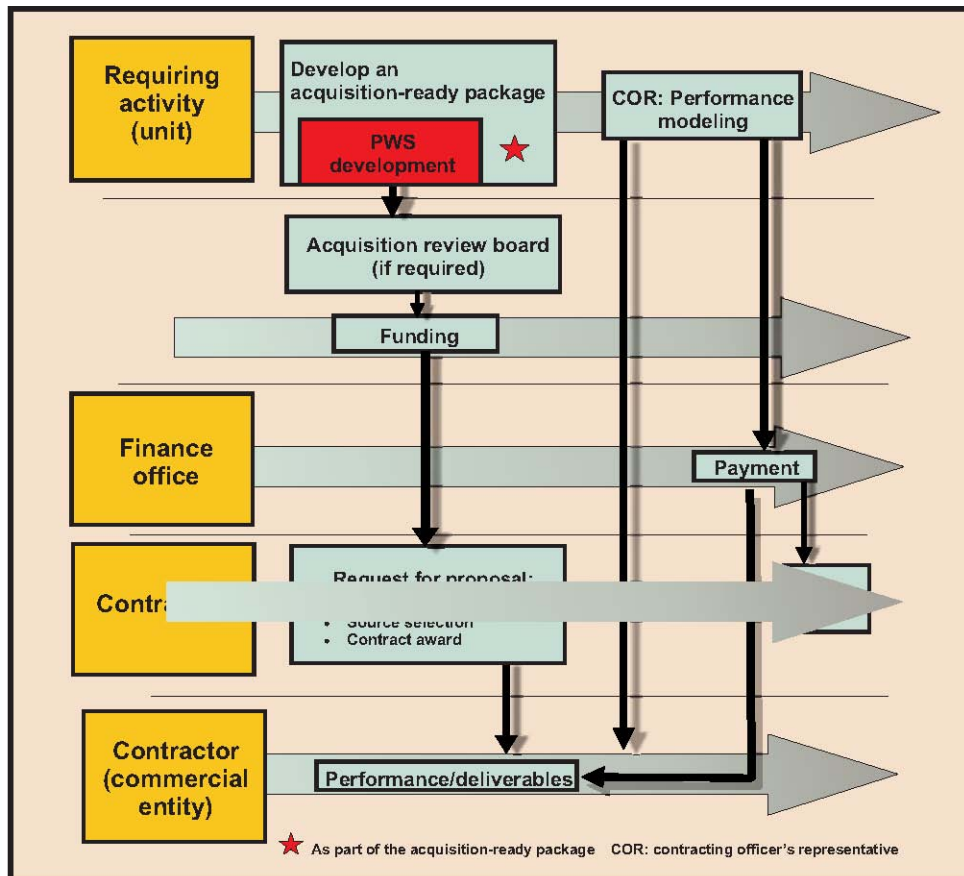 Requiring
activity
(unit)
Develop an
acquisition-ready package
PWS
development
COR: Performance
modeling
Acquisition review board
(if required)
Funding
Finance
office
Payment
Request for proposal:
• Source selection
• Contract award
Contractor
(commercial
entity)
Performance/deliverables
As part of the acquisition-ready package COR: contracting officer's representative